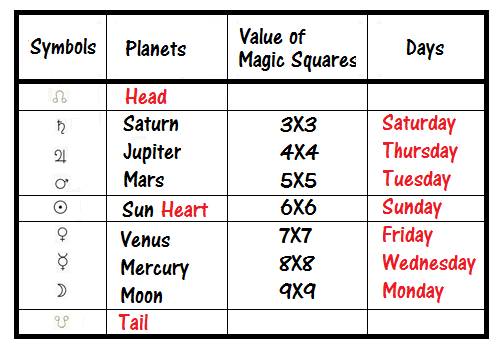 Symbols Planets Value of Magic Squares Days
☊ Head
♄ Saturn 3X3 Saturday
♃ Jupiter 4X4 Thursday
♂ Mars 5X5 Tuesday
☉ Sun Heart 6X6 Sunday
♀ Venus 7X7 Friday
☿ Mercury 8X8 Wednesday
☽ Moon 9X9 Monday
☋ Tail